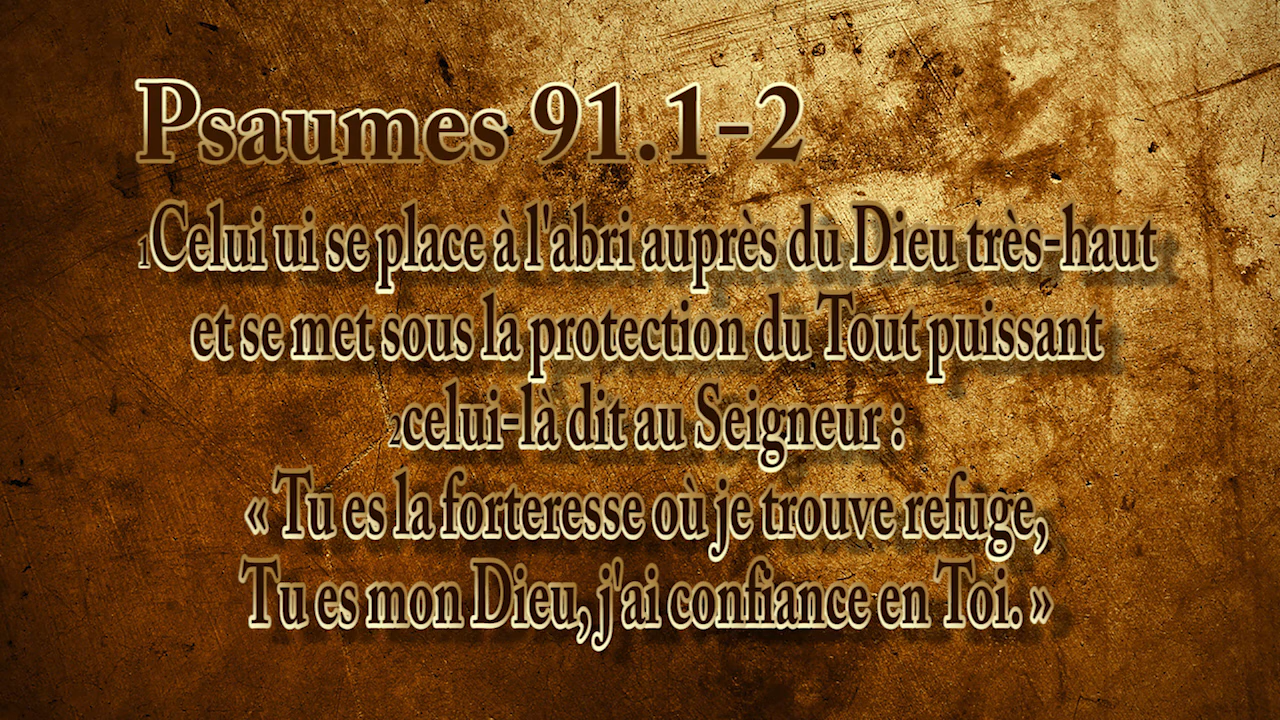 Psaumes 91.1-2
1Celui ui se place à l'abri auprès du Dieu très-haut
et se met sous la protection du Tout puissant
2celui-là dit au Seigneur :
« Tu es la forteresse où je trouve refuge,
Tu es mon Dieu, j'ai confiance en Toi. »